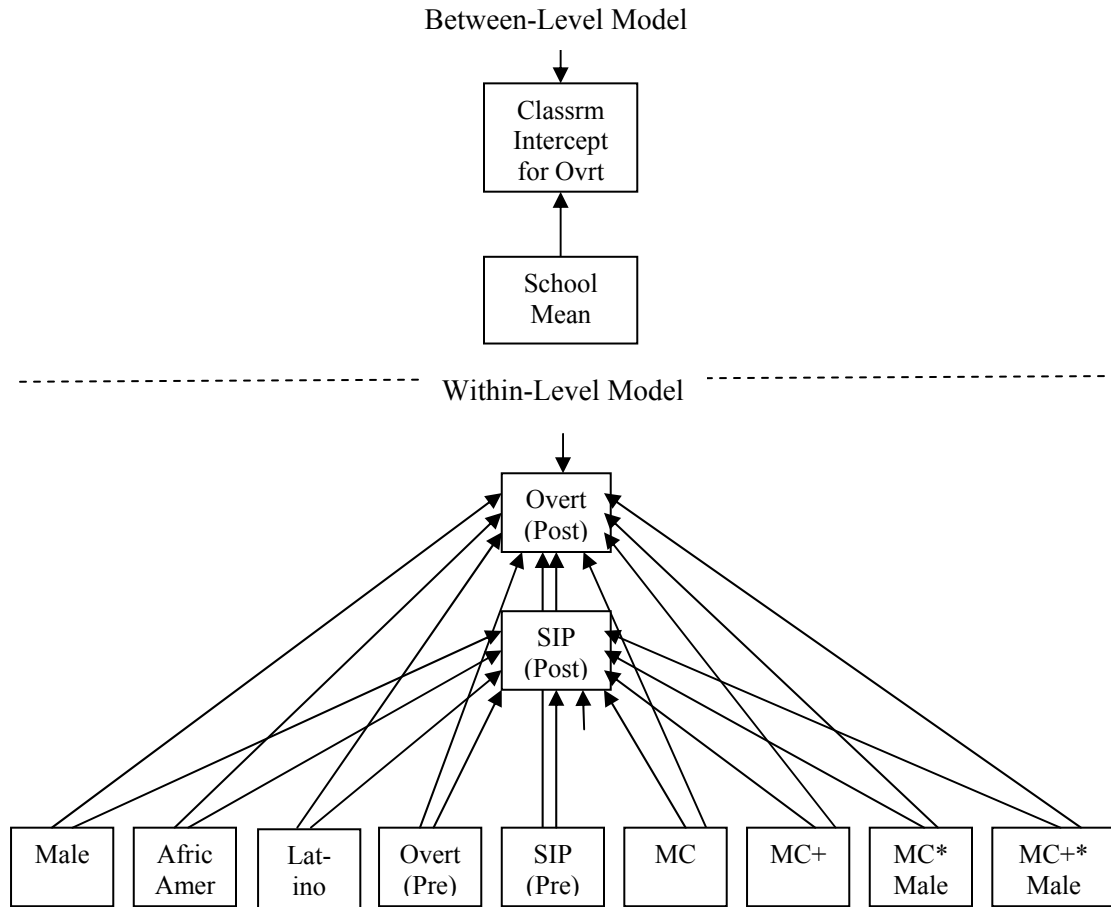 Between-Level Model
Classrm
Intercept
for Ovrt
School
Mean
Within-Level Model
Overt
(Post)
SIP
(Post)
Male
Afric
Amer
Lat-
ino
Overt
(Pre)
SIP
(Pre)
MC
MC+
MC*
Male
MC+*
Male